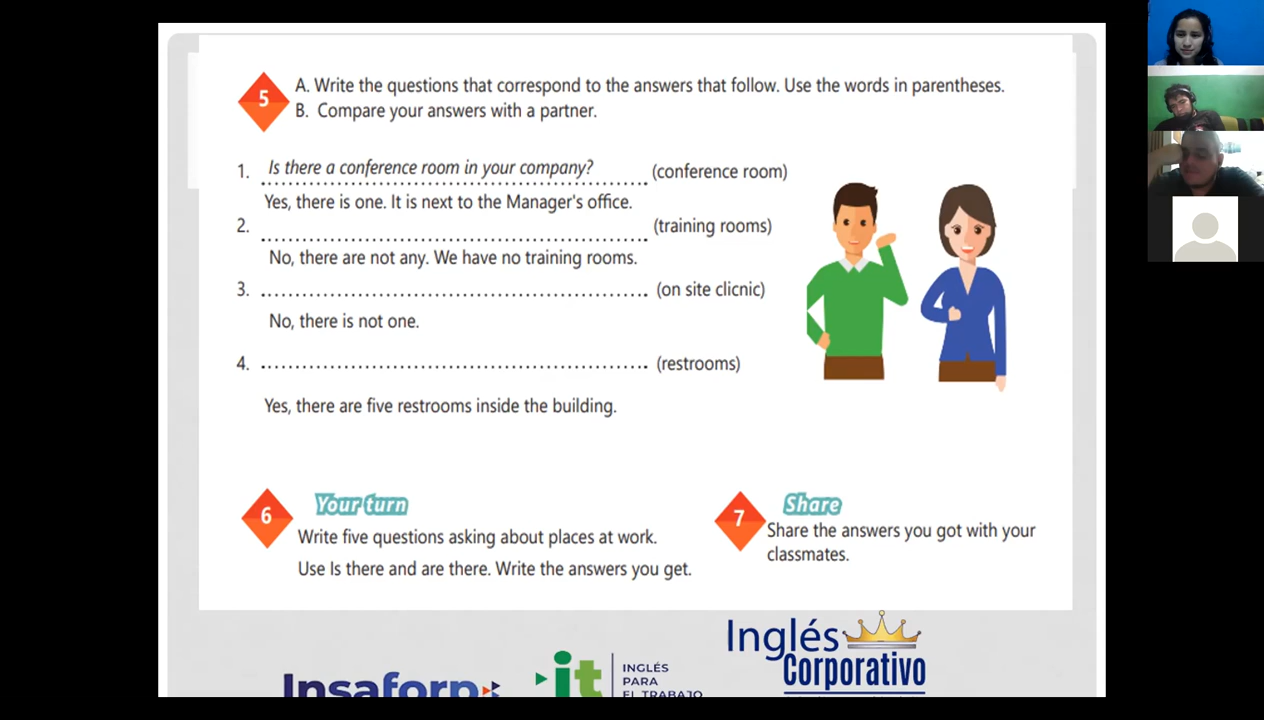 5
A. Write the questions that correspond to the answers that follow. Use the words in parentheses.
B. Compare your answers with a partner.
1. Is there a conference room in your company? (conference room)
Yes, there is one. It is next to the Manager's office.
2. (training rooms)
No, there are not any. We have no training rooms.
3. (on site clicnic)
No, there is not one.
4. (restrooms)
Yes, there are five restrooms inside the building.
6
Your turn
Write five questions asking about places at work.
Use Is there and are there. Write the answers you get.
7
Share
Share the answers you got with your
classmates.
Insaforp
it
INGLÉS
PARA
EL TRABAJO
Inglés
Corporativo